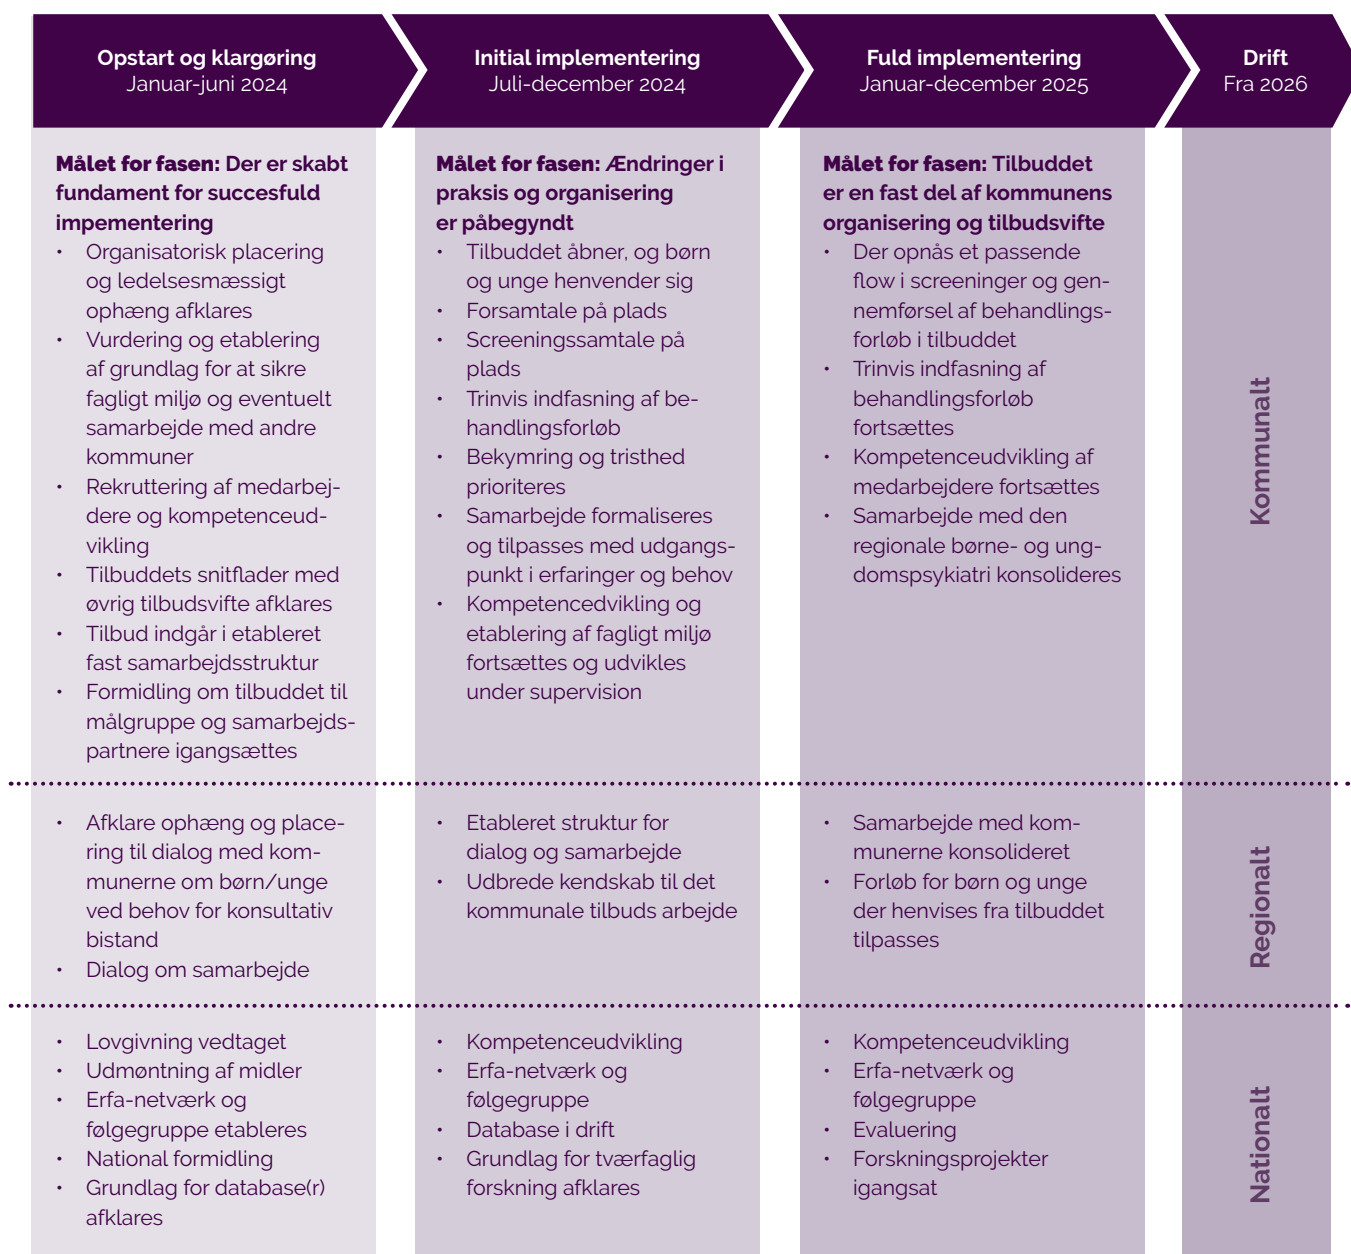 Opstart og klargøring
Januar-juni 2024
Initial implementering
Juli-december 2024
Fuld implementering
Januar-december 2025
Drift
Fra 2026
Målet for fasen: Der er skabt
fundament for succesfuld
impementering
• Organisatorisk placering
og ledelsesmæssigt
ophæng afklares
• Vurdering og etablering
af grundlag for at sikre
fagligt miljø og eventuelt
samarbejde med andre
kommuner
• Rekruttering af medarbej-
dere og kompetenceud-
vikling
• Tilbuddets snitflader med
øvrig tilbudsvifte afklares
• Tilbud indgår i etableret
fast samarbejdsstruktur
• Formidling om tilbuddet til
målgruppe og samarbejds-
partnere igangsættes
Målet for fasen: Ændringer i
praksis og organisering
er påbegyndt
• Tilbuddet åbner, og børn
og unge henvender sig
• Forsamtale på plads
• Screeningssamtale på
plads
• Trinvis indfasning af be-
handlingsforløb
• Bekymring og tristhed
prioriteres
• Samarbejde formaliseres
og tilpasses med udgangs-
punkt i erfaringer og behov
• Kompetencedvikling og
etablering af fagligt miljø
fortsættes og udvikles
under supervision
Målet for fasen: Tilbuddet
er en fast del af kommunens
organisering og tilbudsvifte
• Der opnås et passende
flow i screeninger og gen-
nemførsel af behandlings-
forløb i tilbuddet
• Trinvis indfasning af
behandlingsforløb
fortsættes
• Kompetenceudvikling af
medarbejdere fortsættes
• Samarbejde med den
regionale børne- og ung-
domspsykiatri konsolideres
Kommunalt
• Afklare ophæng og place-
ring til dialog med kom-
munerne om børn/unge
ved behov for konsultativ
bistand
• Dialog om samarbejde
• Etableret struktur for
dialog og samarbejde
• Udbrede kendskab til det
kommunale tilbuds arbejde
• Samarbejde med kom-
munerne konsolideret
• Forløb for børn og unge
der henvises fra tilbuddet
tilpasses
Regionalt
• Lovgivning vedtaget
• Udmøntning af midler
• Erfa-netværk og
følgegruppe etableres
• National formidling
• Grundlag for database(r)
afklares
• Kompetenceudvikling
• Erfa-netværk og
følgegruppe
• Database i drift
• Grundlag for tværfaglig
forskning afklares
• Kompetenceudvikling
• Erfa-netværk og
følgegruppe
• Evaluering
• Forskningsprojekter
igangsat
Nationalt